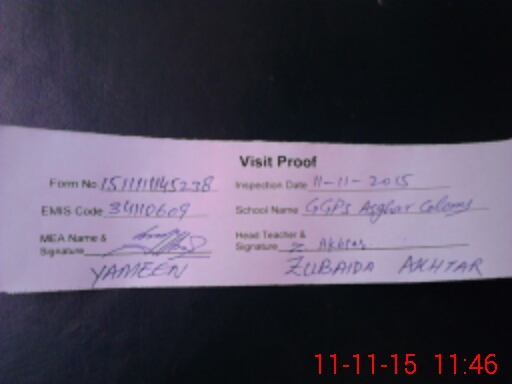 Visit Proof
Form No 151111145238 Inspection Date 11-11-2015
EMIS Code 34110609 School Name GGPS Asghar Colony
MEA Name & Signature Head Teacher & Signature Z Akhtar
YAMEEN ZUBAIDA AKHTAR
11-11-15 11:46